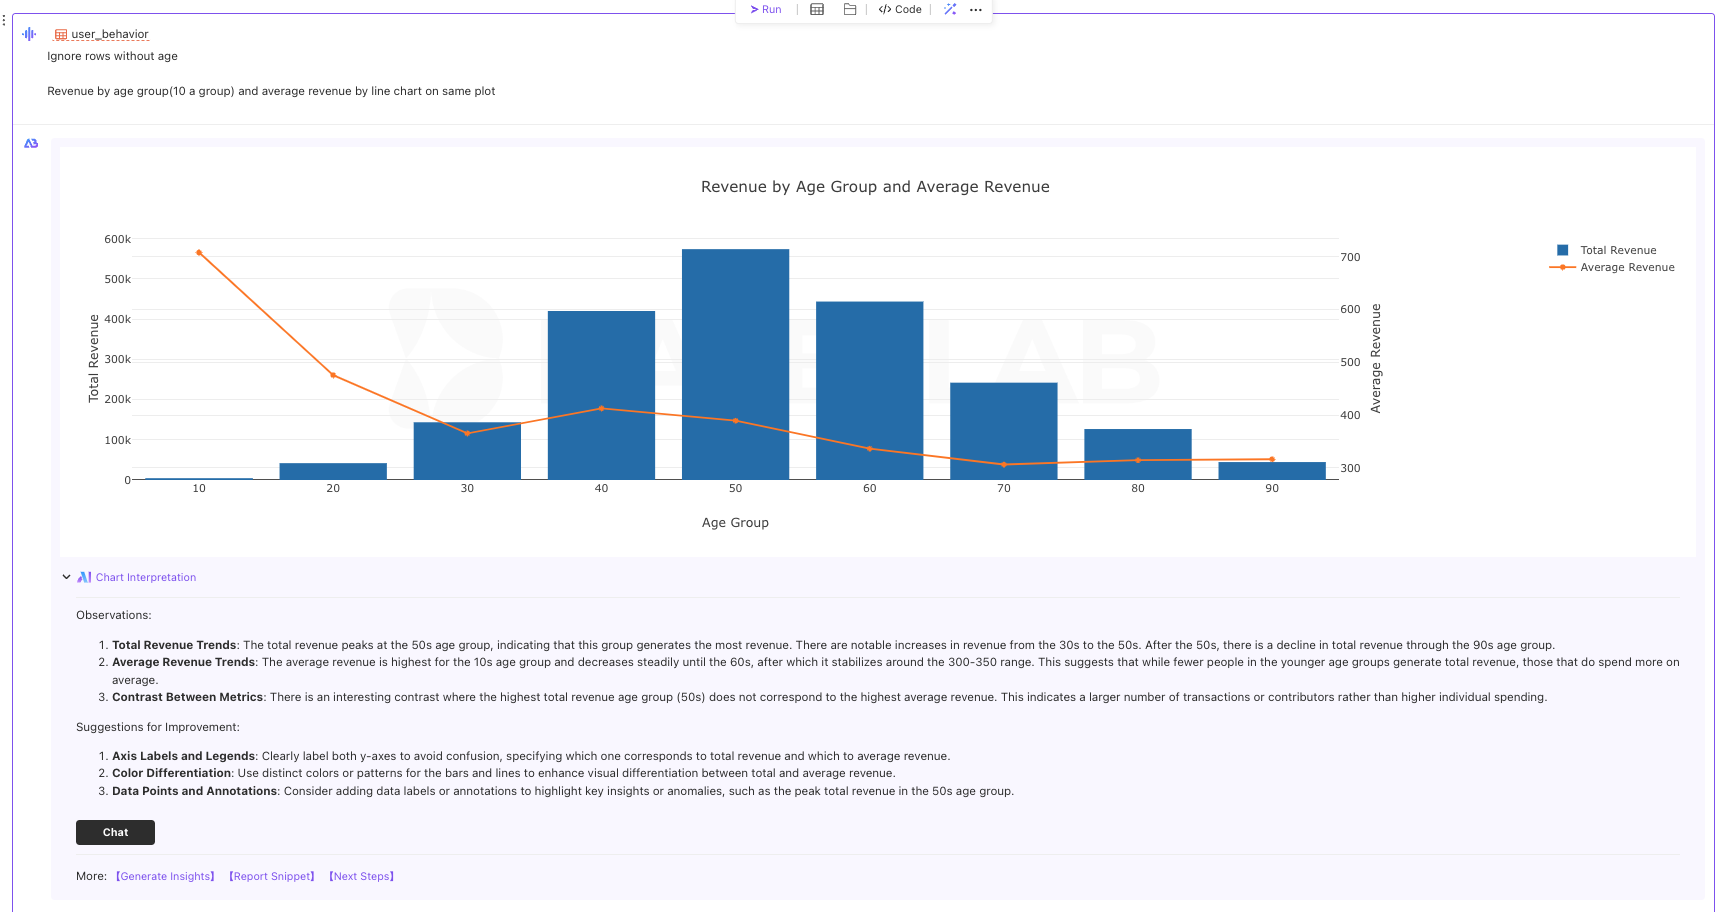 Run
Code
user_behavior
Ignore rows without age
Revenue by age group(10 a group) and average revenue by line chart on same plot
Revenue by Age Group and Average Revenue
Total Revenue
600k
500k
400k
300k
200k
100k
0
10 20 30 40 50 60 70 80 90
Age Group
700
600
500
400
300
Average Revenue
Total Revenue
Average Revenue
LAB
Chart Interpretation
Observations:
1. Total Revenue Trends: The total revenue peaks at the 50s age group, indicating that this group generates the most revenue. There are notable increases in revenue from the 30s to the 50s. After the 50s, there is a decline in total revenue through the 90s age group.
2. Average Revenue Trends: The average revenue is highest for the 10s age group and decreases steadily until the 60s, after which it stabilizes around the 300-350 range. This suggests that while fewer people in the younger age groups generate total revenue, those that do spend more on
average.
3. Contrast Between Metrics: There is an interesting contrast where the highest total revenue age group (50s) does not correspond to the highest average revenue. This indicates a larger number of transactions or contributors rather than higher individual spending.
Suggestions for Improvement:
1. Axis Labels and Legends: Clearly label both y-axes to avoid confusion, specifying which one corresponds to total revenue and which to average revenue.
2. Color Differentiation: Use distinct colors or patterns for the bars and lines to enhance visual differentiation between total and average revenue.
3. Data Points and Annotations: Consider adding data labels or annotations to highlight key insights or anomalies, such as the peak total revenue in the 50s age group.
Chat
More: 【Generate Insights】 【Report Snippet】 【Next Steps】